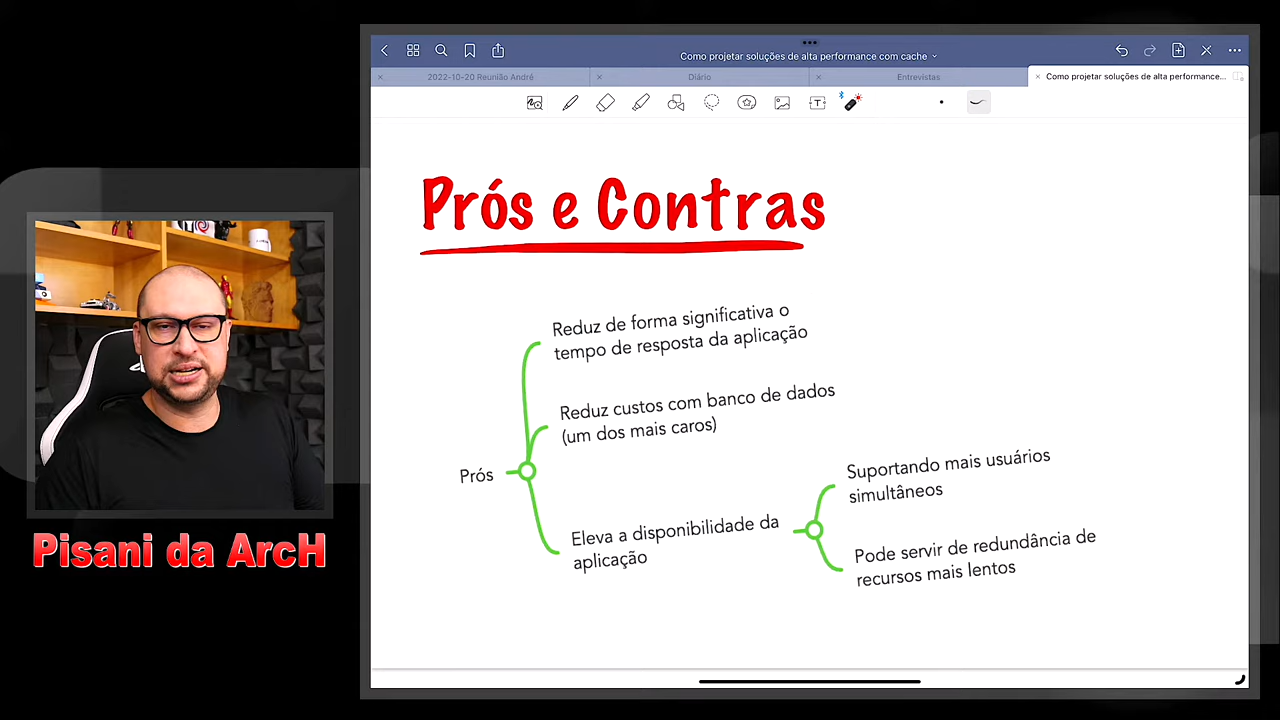 Como projetar soluções de alta performance com cache
2022-10-20 Reunião André
Diário
Entrevistas
Como projetar soluções de alta performance...
Prós e Contras
Reduz de forma significativa o
tempo de resposta da aplicação
Reduz custos com banco de dados
(um dos mais caros)
Prós
Eleva a disponibilidade da
aplicação
Suportando mais usuários
simultâneos
Pode servir de redundância de
recursos mais lentos
Pisani da ArcH